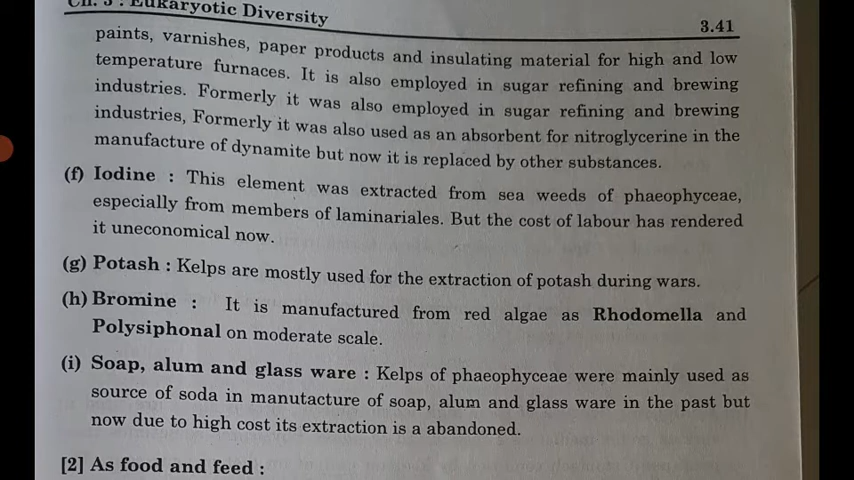 Ch. 3 : Eukaryotic Diversity
3.41
paints, varnishes, paper products and insulating material for high and low
temperature furnaces. It is also employed in sugar refining and brewing
industries. Formerly it was also employed in sugar refining and brewing
industries, Formerly it was also used as an absorbent for nitroglycerine in the
manufacture of dynamite but now it is replaced by other substances.
(f) Iodine : This element was extracted from sea weeds of phaeophyceae,
especially from members of laminariales. But the cost of labour has rendered
it uneconomical now.
(g) Potash : Kelps are mostly used for the extraction of potash during wars.
(h) Bromine : It is manufactured from red algae as Rhodomella and
Polysiphonal on moderate scale.
(i) Soap, alum and glass ware : Kelps of phaeophyceae were mainly used as
source of soda in manutacture of soap, alum and glass ware in the past but
now due to high cost its extraction is a abandoned.
[2] As food and feed :